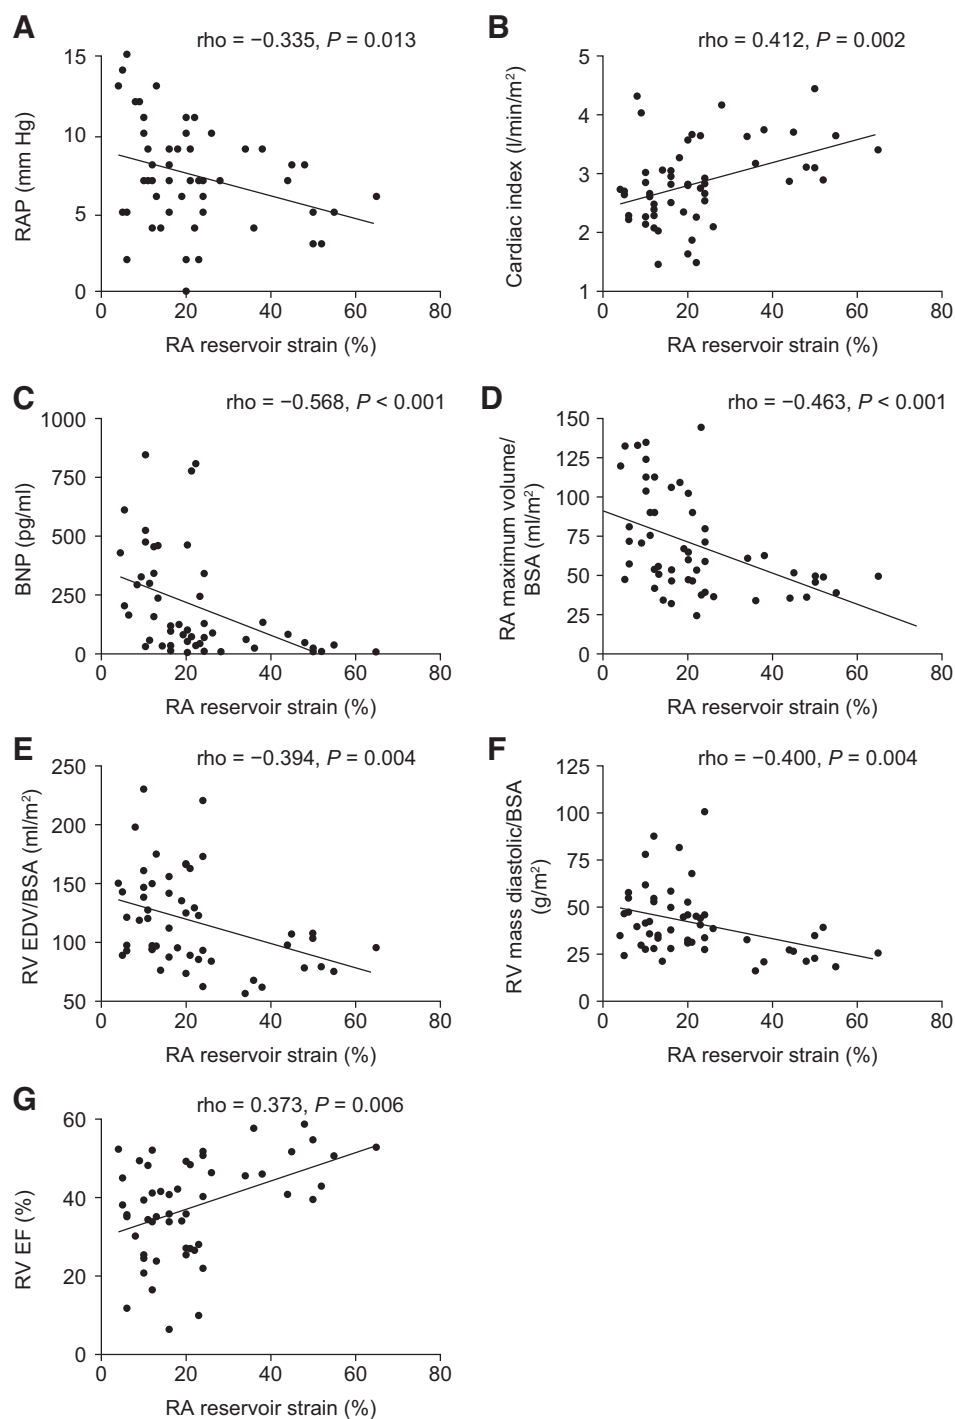 A
rho = −0.335, P = 0.013
RAP (mm Hg)
15
10
5
0
0 20 40 60 80
RA reservoir strain (%)
B
rho = 0.412, P = 0.002
Cardiac index (l/min/m²)
5
4
3
2
1
0 20 40 60 80
RA reservoir strain (%)
C
rho = −0.568, P < 0.001
BNP (pg/ml)
1000
750
500
250
0
0 20 40 60 80
RA reservoir strain (%)
D
rho = −0.463, P < 0.001
RA maximum volume/
BSA (ml/m²)
150
125
100
75
50
25
0
0 20 40 60 80
RA reservoir strain (%)
E
rho = −0.394, P = 0.004
RV EDV/BSA (ml/m²)
250
200
150
100
50
0 20 40 60 80
RA reservoir strain (%)
F
rho = −0.400, P = 0.004
RV mass diastolic/BSA
(g/m²)
125
100
75
50
25
0
0 20 40 60 80
RA reservoir strain (%)
G
rho = 0.373, P = 0.006
RV EF (%)
60
40
20
0
0 20 40 60 80
RA reservoir strain (%)